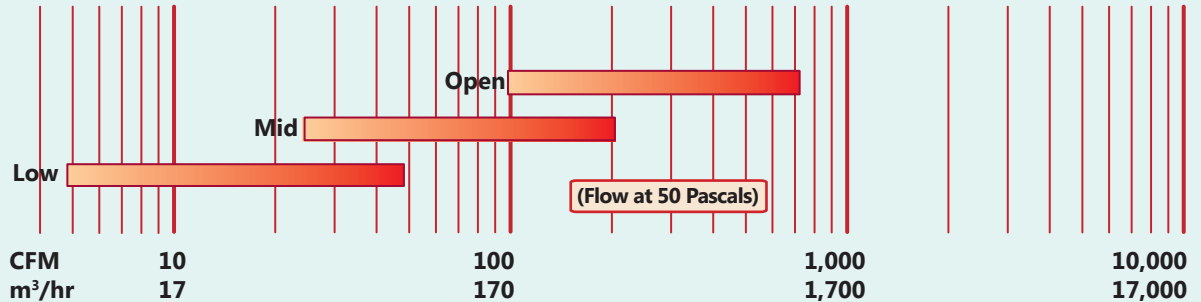 Open
Mid
Low
(Flow at 50 Pascals)
CFM 10 100 1,000 10,000
m³/hr 17 170 1,700 17,000